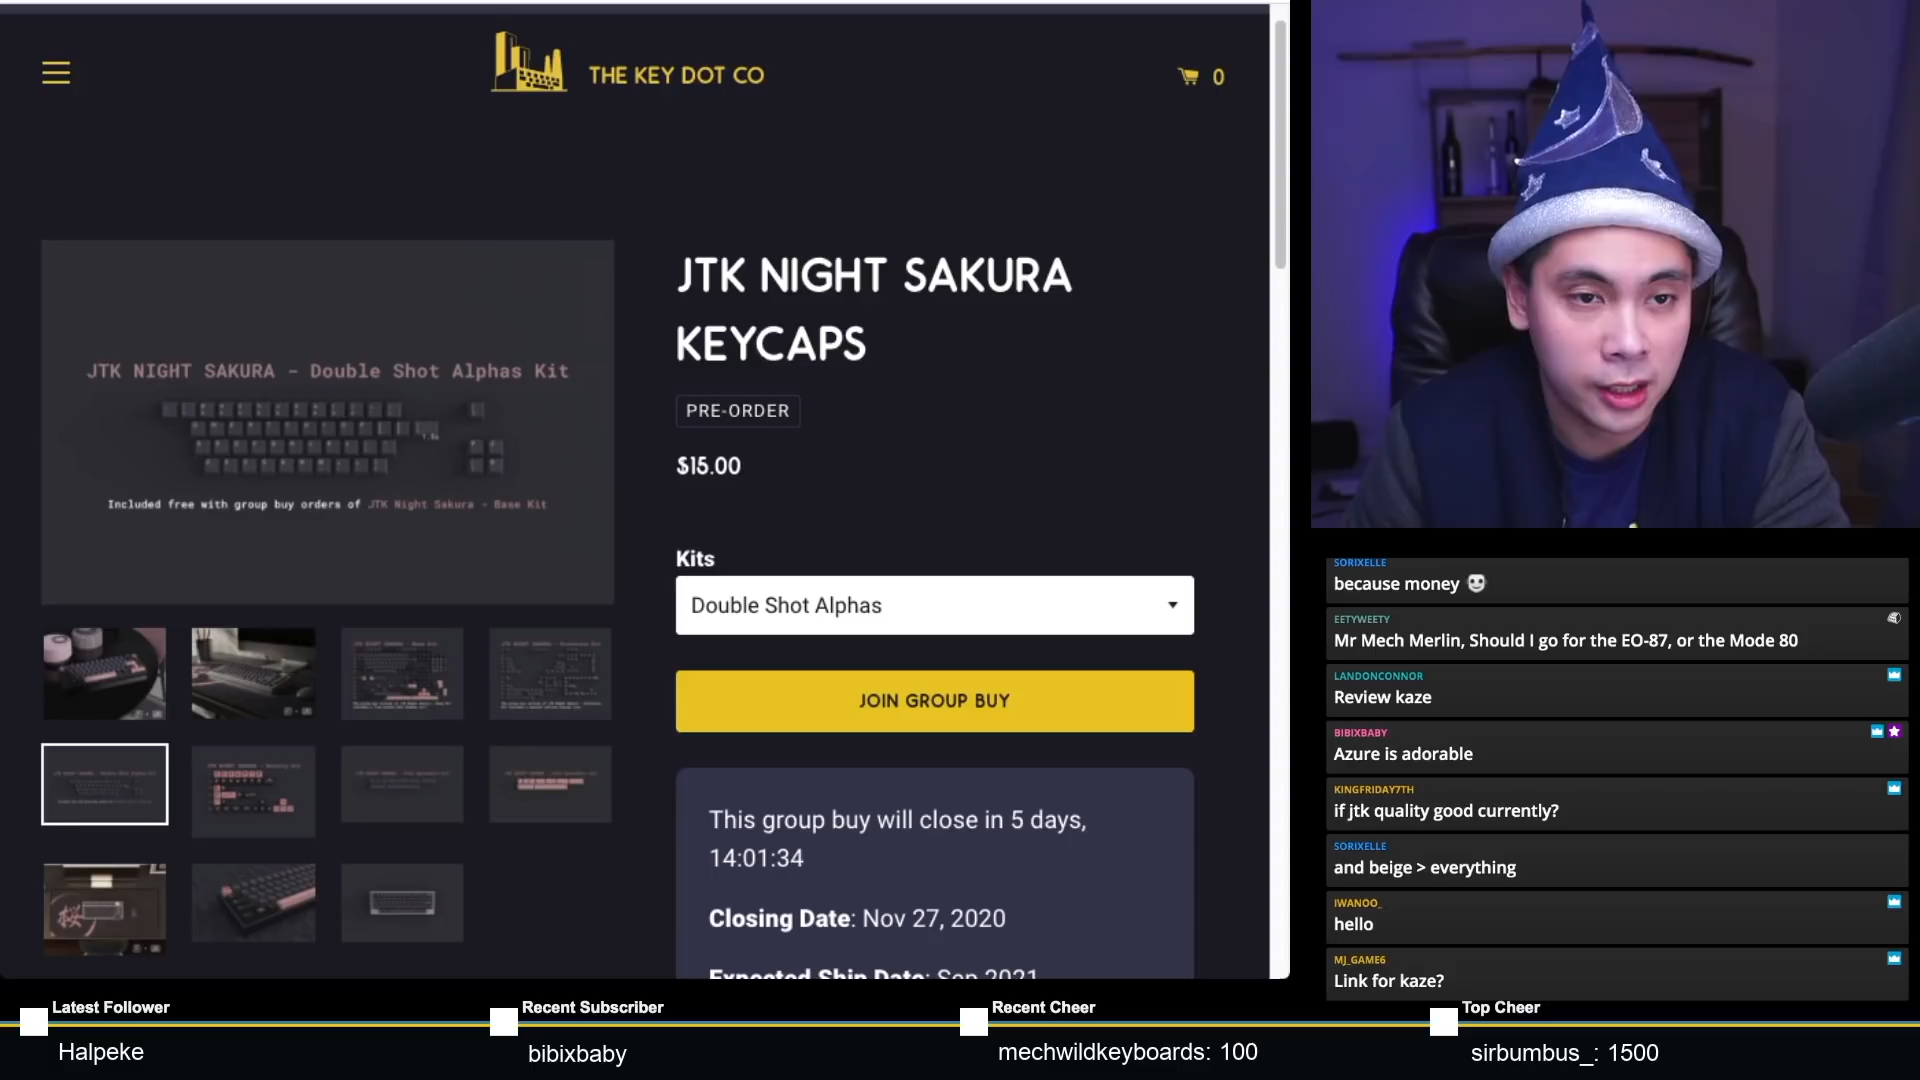 THE KEY DOT CO
0
JTK NIGHT SAKURA - Double Shot Alphas Kit
Included free with group buy orders of JTK Night Sakura - Base Kit
JTK NIGHT SAKURA
KEYCAPS
PRE-ORDER
$15.00
Kits
Double Shot Alphas
JOIN GROUP BUY
This group buy will close in 5 days,
14:01:34
Closing Date: Nov 27, 2020
Expected Ship Date: Sep 2021
SORIXELLE
because money
EETYWEETY
Mr Mech Merlin, Should I go for the EO-87, or the Mode 80
LANDONCONNOR
Review kaze
BIBIXBABY
Azure is adorable
KINGFRIDAY7TH
if jtk quality good currently?
SORIXELLE
and beige > everything
IWANOO_
hello
MJ_GAME6
Link for kaze?
Latest Follower
Halpeke
Recent Subscriber
bibixbaby
Recent Cheer
mechwildkeyboards: 100
Top Cheer
sirbumbus_: 1500